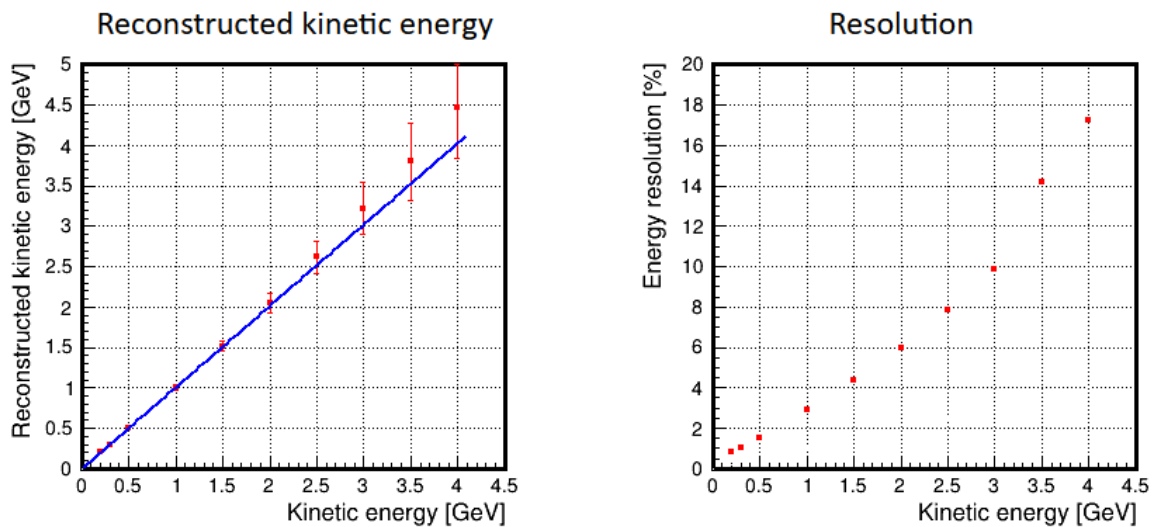 Reconstructed kinetic energy
Reconstructed kinetic energy [GeV]
5
4.5
4
3.5
3
2.5
2
1.5
1
0.5
0
0 0.5 1 1.5 2 2.5 3 3.5 4 4.5
Kinetic energy [GeV]
Resolution
Energy resolution [%]
20
18
16
14
12
10
8
6
4
2
0
0 0.5 1 1.5 2 2.5 3 3.5 4 4.5
Kinetic energy [GeV]